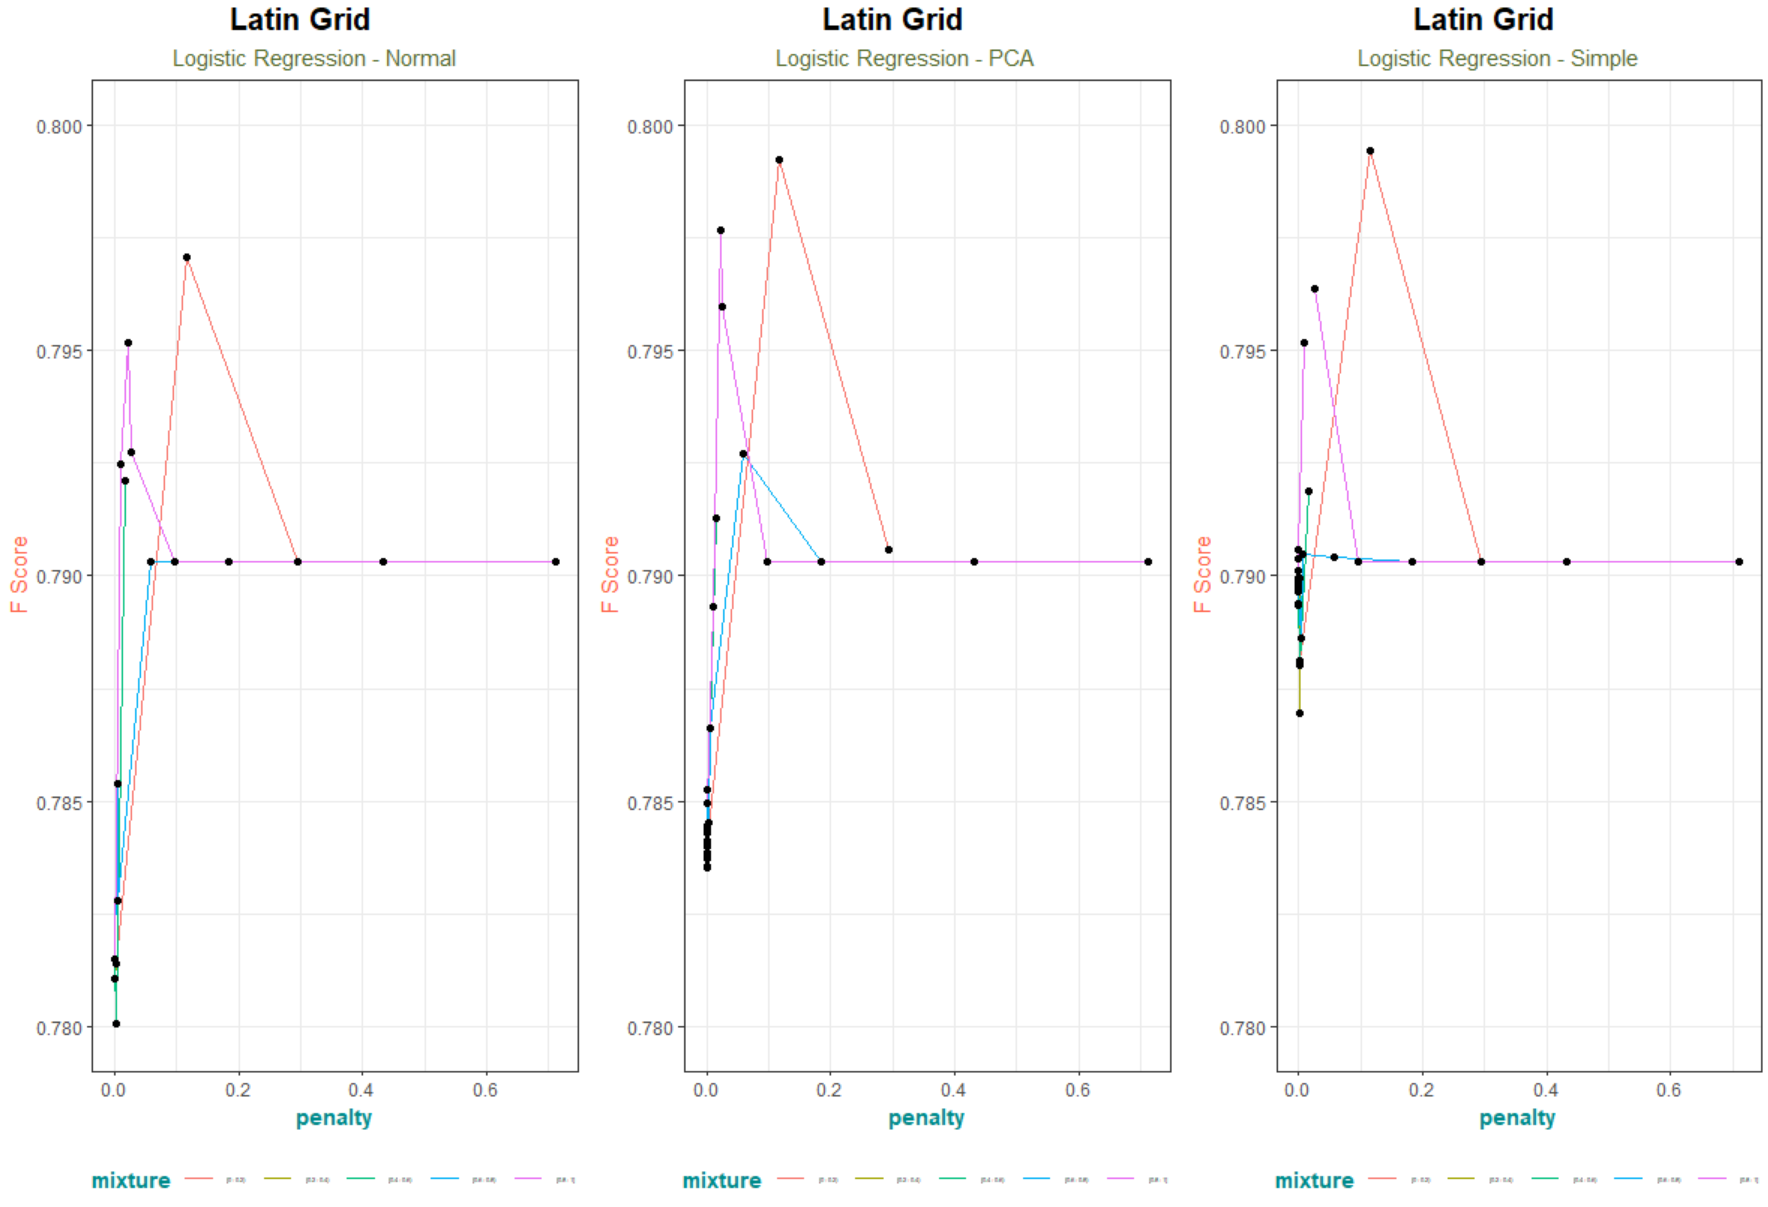 Latin Grid
Logistic Regression - Normal
0.800
0.795
0.790
0.785
0.780
F Score
0.0 0.2 0.4 0.6
penalty
mixture
Latin Grid
Logistic Regression - PCA
0.800
0.795
0.790
0.785
0.780
F Score
0.0 0.2 0.4 0.6
penalty
mixture
Latin Grid
Logistic Regression - Simple
0.800
0.795
0.790
0.785
0.780
F Score
0.0 0.2 0.4 0.6
penalty
mixture